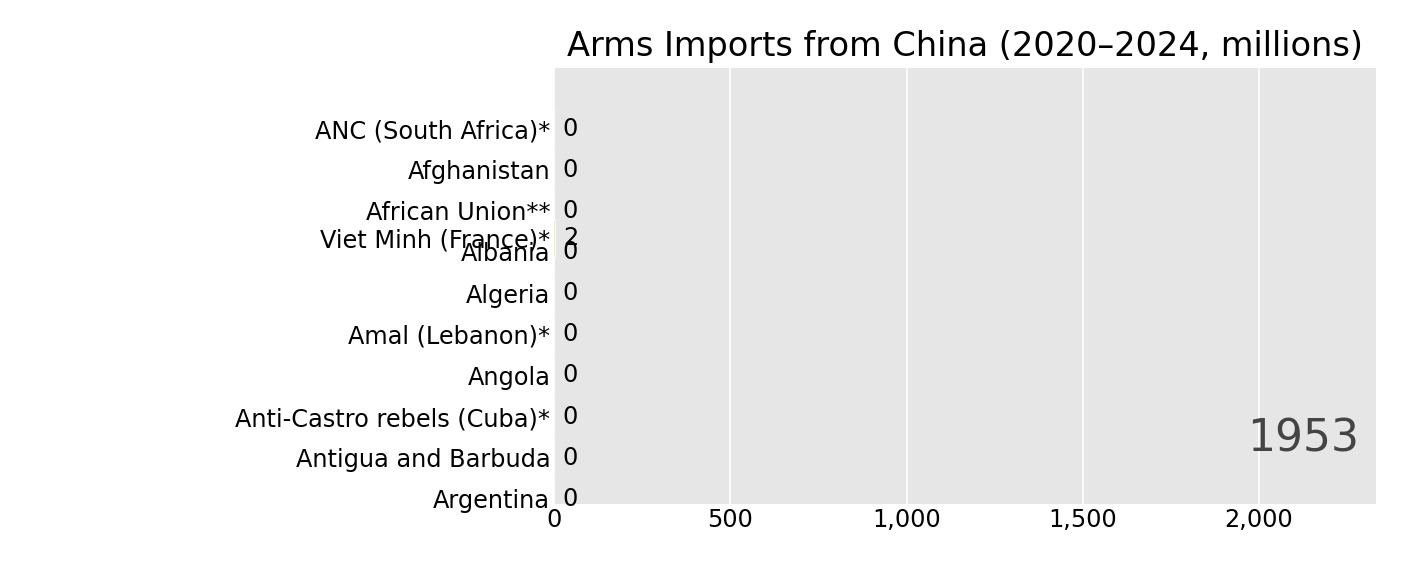 Arms Imports from China (2020–2024, millions)
ANC (South Africa)* 0
Afghanistan 0
African Union** 0
Viet Minh (France)* 2
Albania 0
Algeria 0
Amal (Lebanon)* 0
Angola 0
Anti-Castro rebels (Cuba)* 0
1953
Antigua and Barbuda 0
Argentina 0
0 500 1,000 1,500 2,000